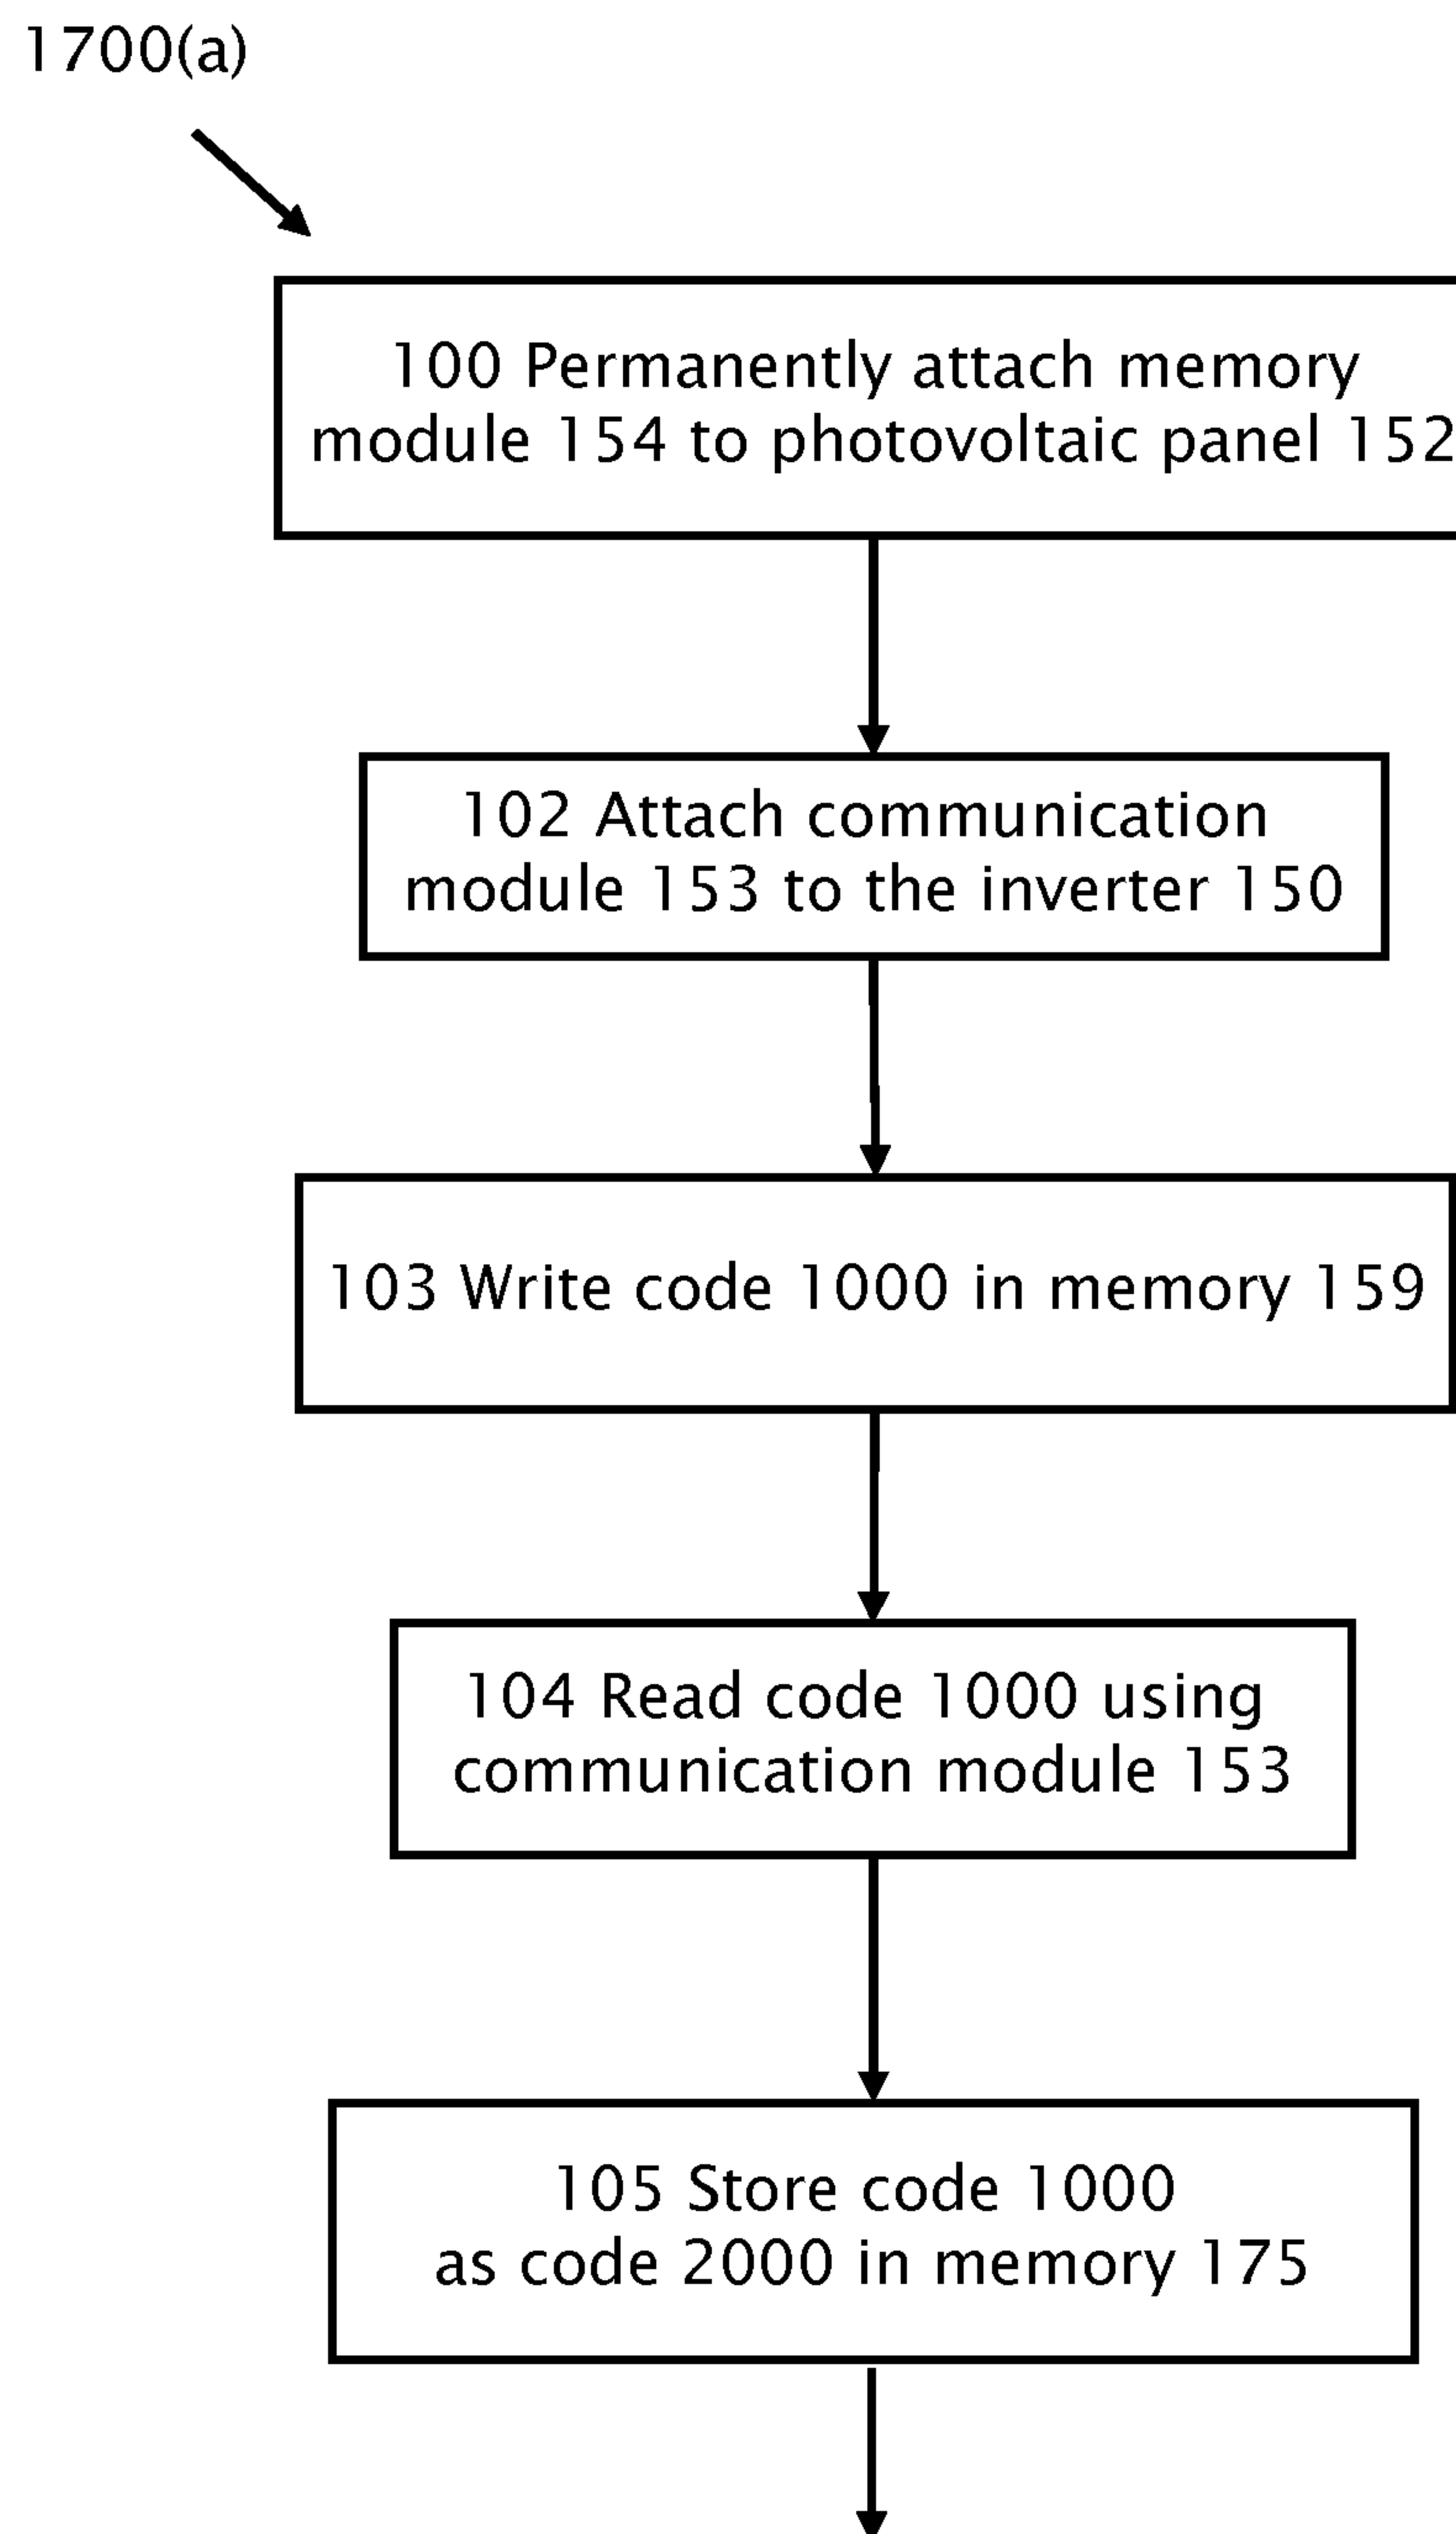 1700(a)
100 Permanently attach memory
module 154 to photovoltaic panel 152
102 Attach communication
module 153 to the inverter 150
103 Write code 1000 in memory 159
104 Read code 1000 using
communication module 153
105 Store code 1000
as code 2000 in memory 175